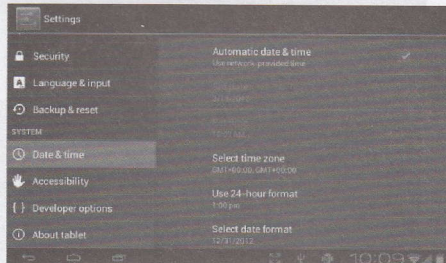 Settings
Security
Language & input
Backup & reset
SYSTEM
Date & time
Accessibility
Developer options
About tablet
Automatic date & time
Use network-provided time
Select time zone
GMT+00:00, GMT+00:00
Use 24-hour format
1:00 pm
Select date format
12/31/2012
10:09